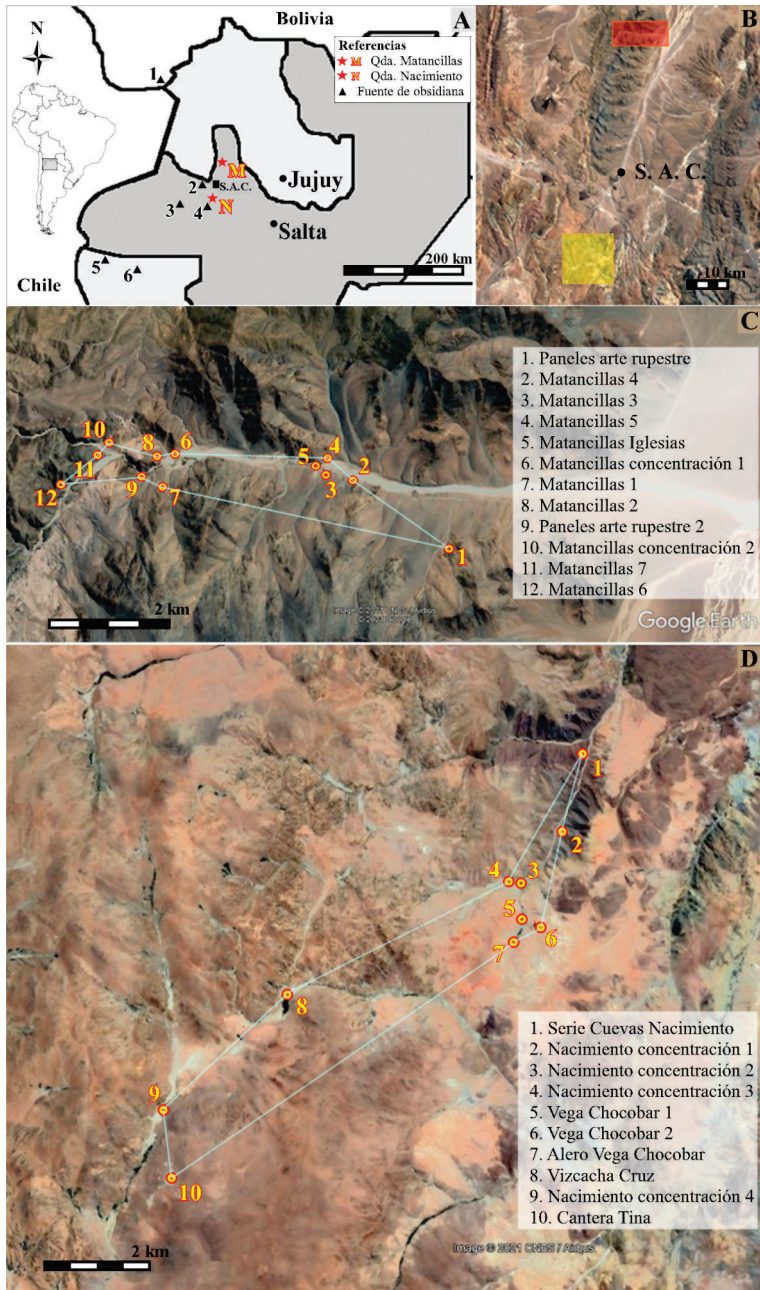 A
Bolivia
N
Referencias
M Qda. Matancillas
N Qda. Nacimiento
Fuente de obsidiana
1
M
2
S.A.C.
Jujuy
3
4
N
Salta
5
6
Chile
200 km
B
S. A. C.
10 km
C
1. Paneles arte rupestre
2. Matancillas 4
3. Matancillas 3
4. Matancillas 5
5. Matancillas Iglesias
6. Matancillas concentración 1
7. Matancillas 1
8. Matancillas 2
9. Paneles arte rupestre 2
10. Matancillas concentración 2
11. Matancillas 7
12. Matancillas 6
10
8
6
11
5
4
12
9
7
3
2
1
2 km
Image © 2021 CNES / Airbus
© 2021 Google
Google Earth
D
1
2
4
3
5
6
7
8
9
10
1. Serie Cuevas Nacimiento
2. Nacimiento concentración 1
3. Nacimiento concentración 2
4. Nacimiento concentración 3
5. Vega Chocobar 1
6. Vega Chocobar 2
7. Alero Vega Chocobar
8. Vizcacha Cruz
9. Nacimiento concentración 4
10. Cantera Tina
2 km
Image © 2021 CNES / Airbus